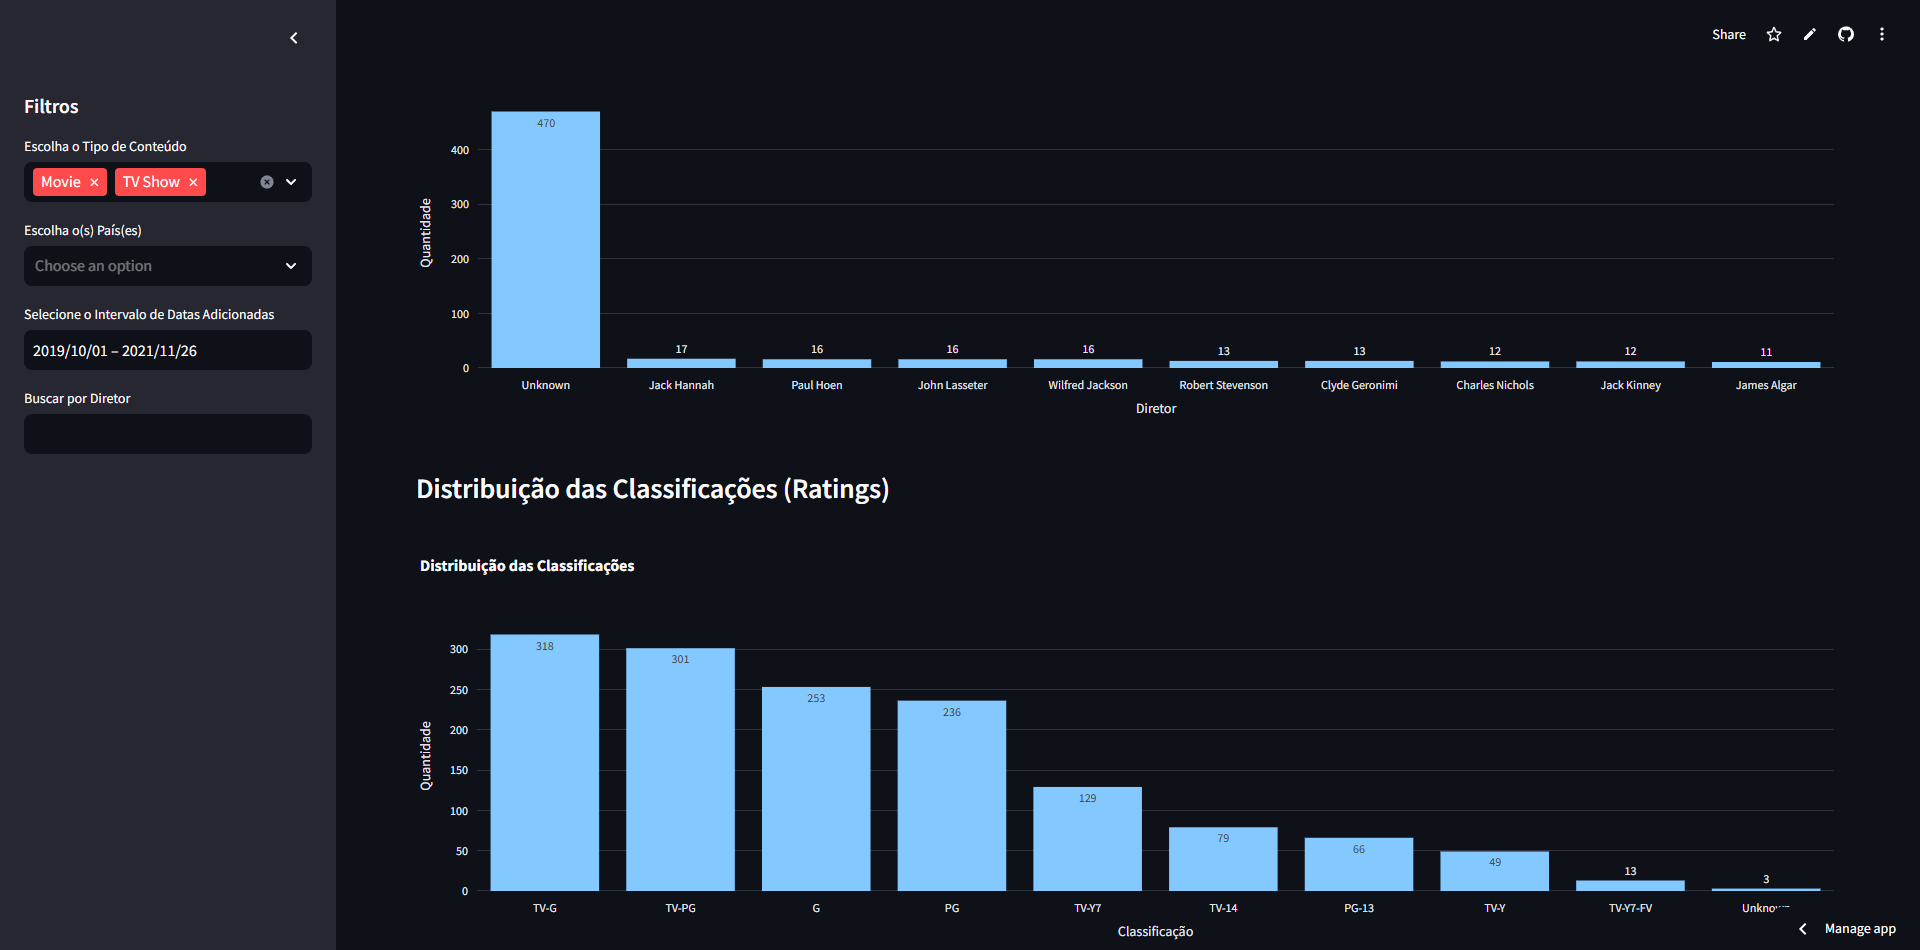 Share
Filtros
Escolha o Tipo de Conteúdo
Movie
TV Show
Escolha o(s) País(es)
Choose an option
Selecione o Intervalo de Datas Adicionadas
2019/10/01 – 2021/11/26
Buscar por Diretor
Quantidade
400
300
200
100
0
470
17
16
16
16
13
13
12
12
11
Unknown
Jack Hannah
Paul Hoen
John Lasseter
Wilfred Jackson
Robert Stevenson
Clyde Geronimi
Charles Nichols
Jack Kinney
James Algar
Diretor
Distribuição das Classificações (Ratings)
Distribuição das Classificações
Quantidade
300
250
200
150
100
50
0
318
301
253
236
129
79
66
49
13
3
TV-G
TV-PG
G
PG
TV-Y7
TV-14
PG-13
TV-Y
TV-Y7-FV
Classificação
Manage app